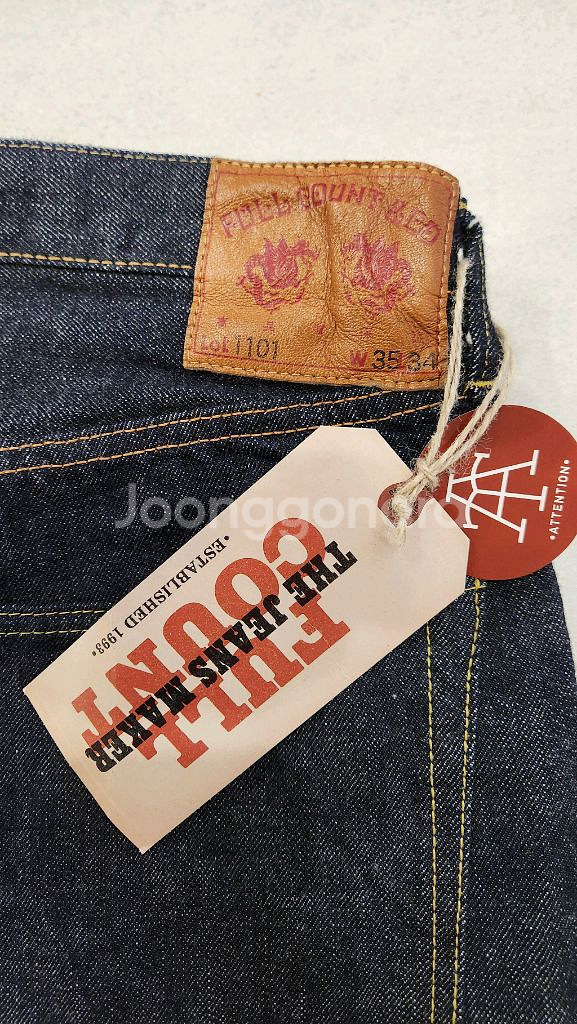 FULL COUNT & CO
Lot 1101
W 35 34
Joonggonara
•ESTABLISHED 1993•
FULL
COUNT
THE JEANS MAKER
•ATTENTION•